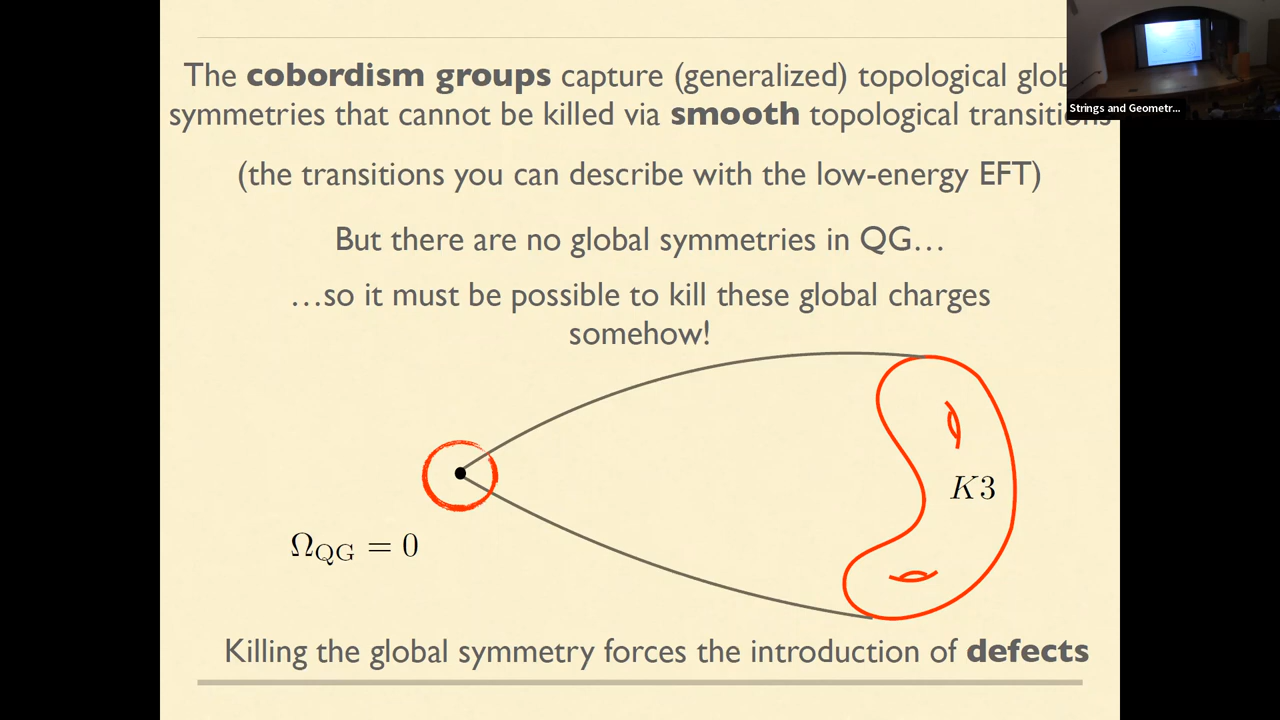 The cobordism groups capture (generalized) topological
symmetries that cannot be killed via smooth topological
(the transitions you can describe with the low-energy EFT)
But there are no global symmetries in QG…
…so it must be possible to kill these global charges
somehow!
K3
Ω_QG = 0
Killing the global symmetry forces the introduction of defects
Strings and Geometr...